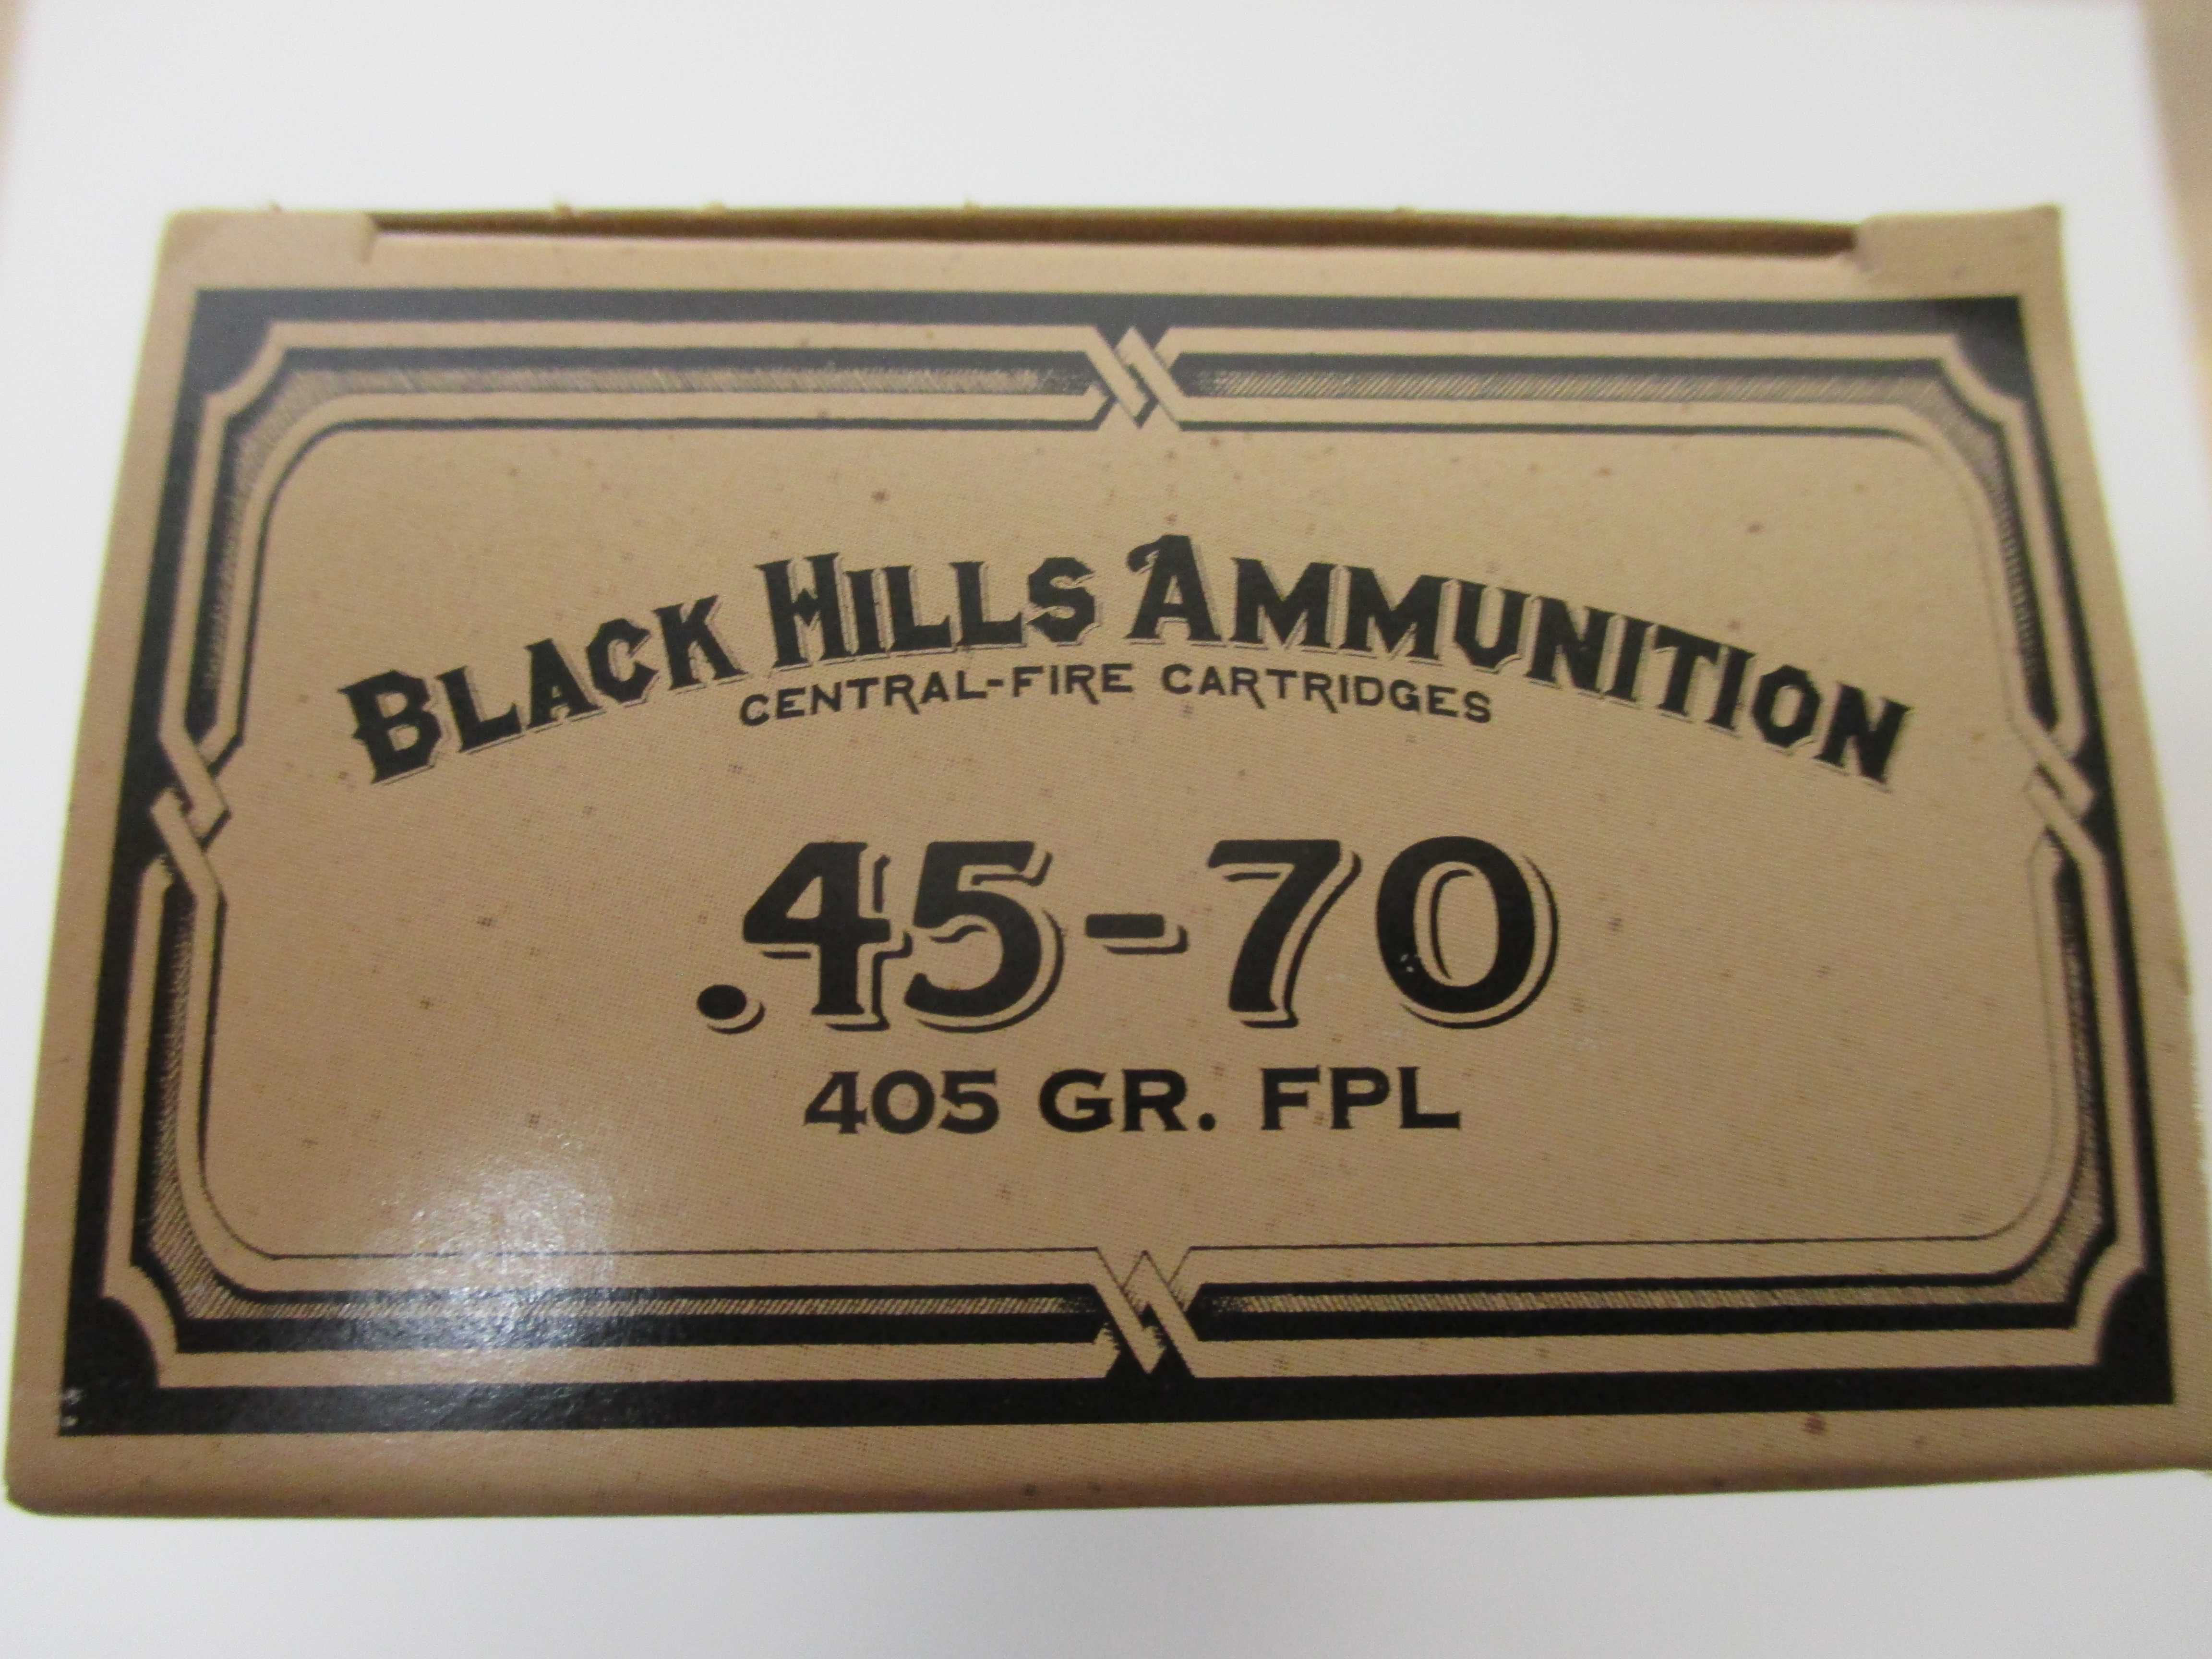 BLACK HILLS AMMUNITION
CENTRAL-FIRE CARTRIDGES
.45-70
405 GR. FPL